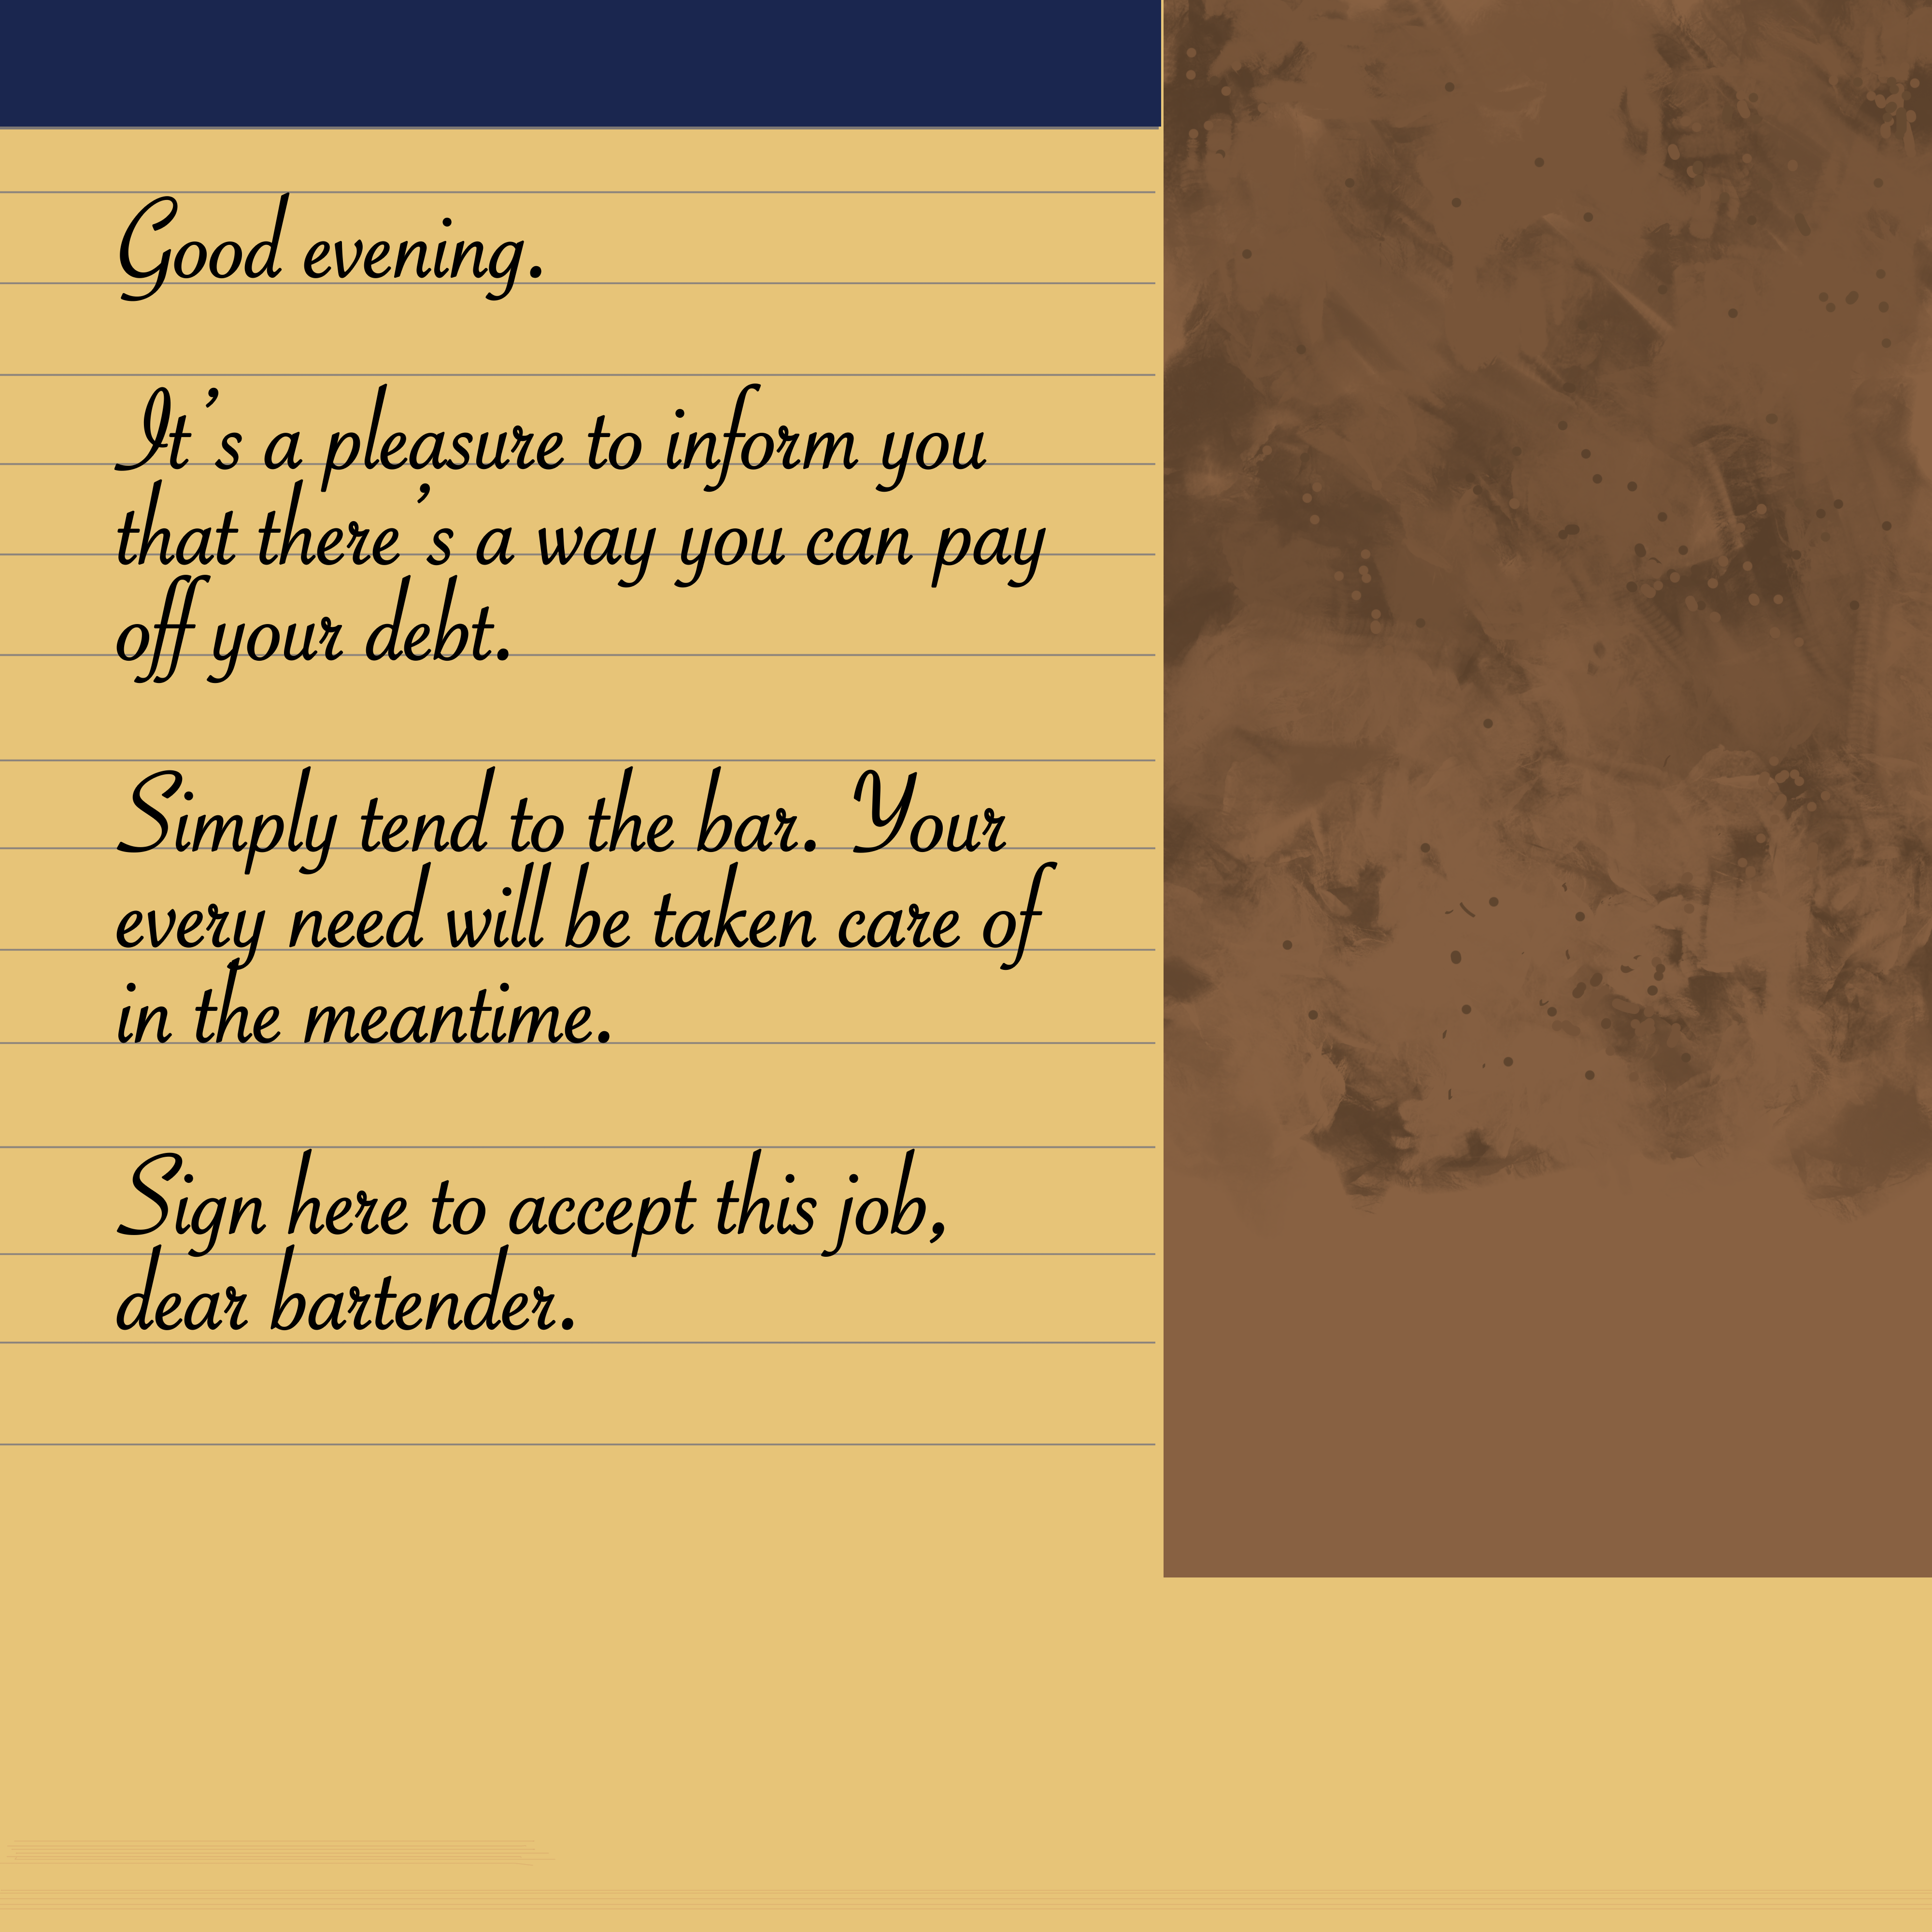 Good evening.
It's a pleasure to inform you
that there's a way you can pay
off your debt.
Simply tend to the bar. Your
every need will be taken care of
in the meantime.
Sign here to accept this job,
dear bartender.